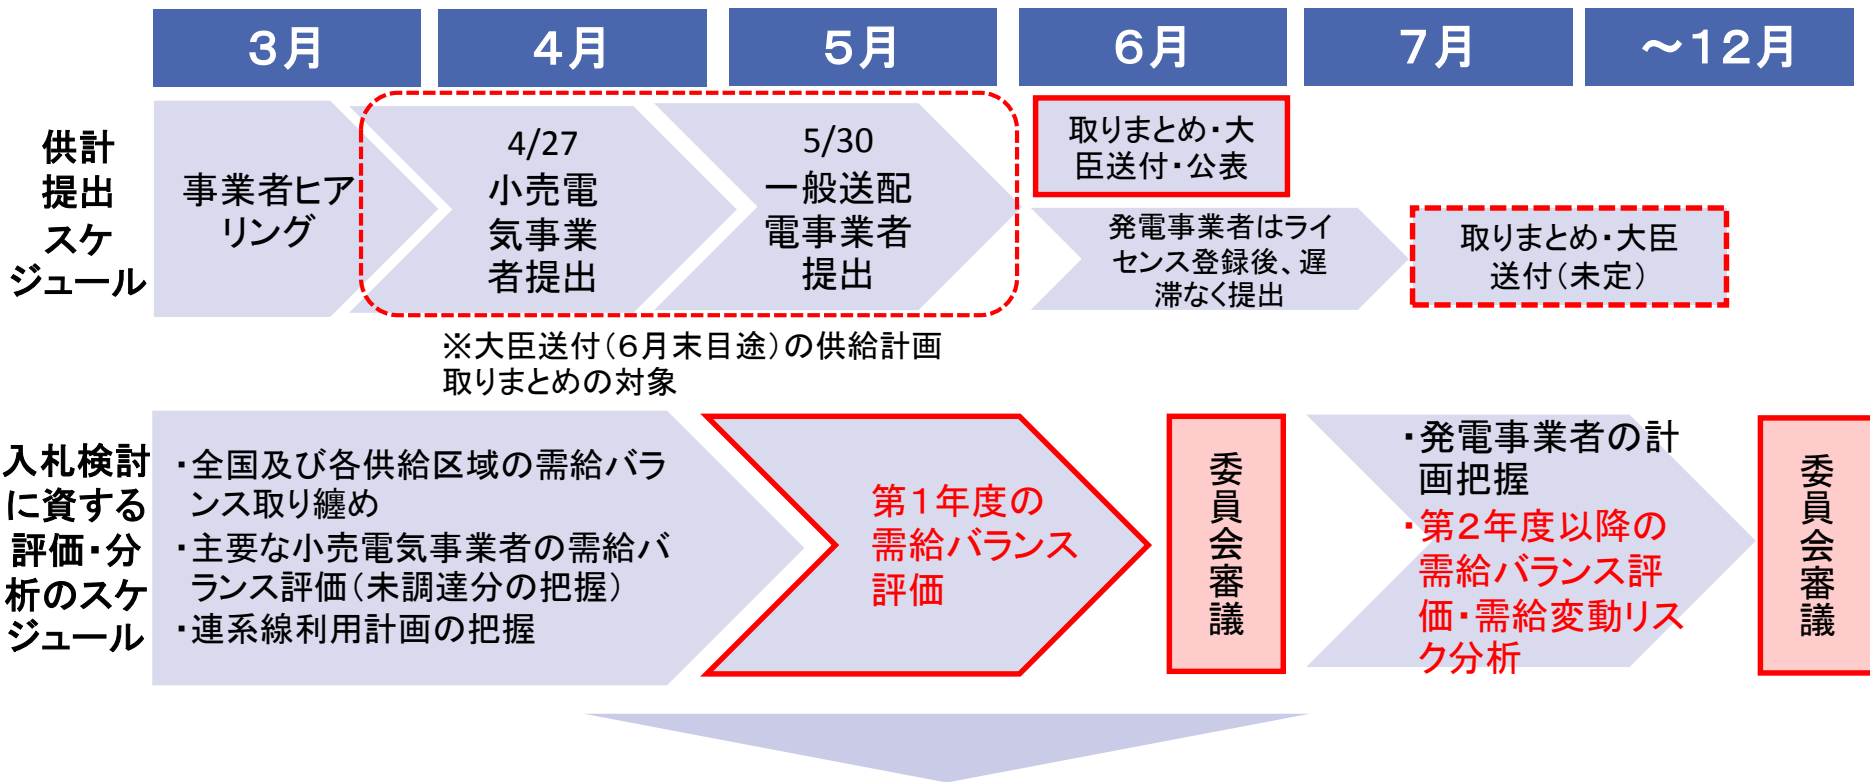 3月
4月
5月
6月
7月
～12月
供計
提出
スケ
ジュール
事業者ヒア
リング
4/27
小売電
気事業
者提出
5/30
一般送配
電事業者
提出
取りまとめ・大
臣送付・公表
発電事業者はライ
センス登録後、遅
滞なく提出
取りまとめ・大臣
送付（未定）
※大臣送付（6月末目途）の供給計画
取りまとめの対象
入札検討
に資する
評価・分
析のスケ
ジュール
・全国及び各供給区域の需給バラ
ンス取り纏め
・主要な小売電気事業者の需給バ
ランス評価（未調達分の把握）
・連系線利用計画の把握
第1年度の
需給バランス
評価
委員会審議
・発電事業者の計
画把握
・第2年度以降の
需給バランス評
価・需給変動リス
ク分析
委員会審議